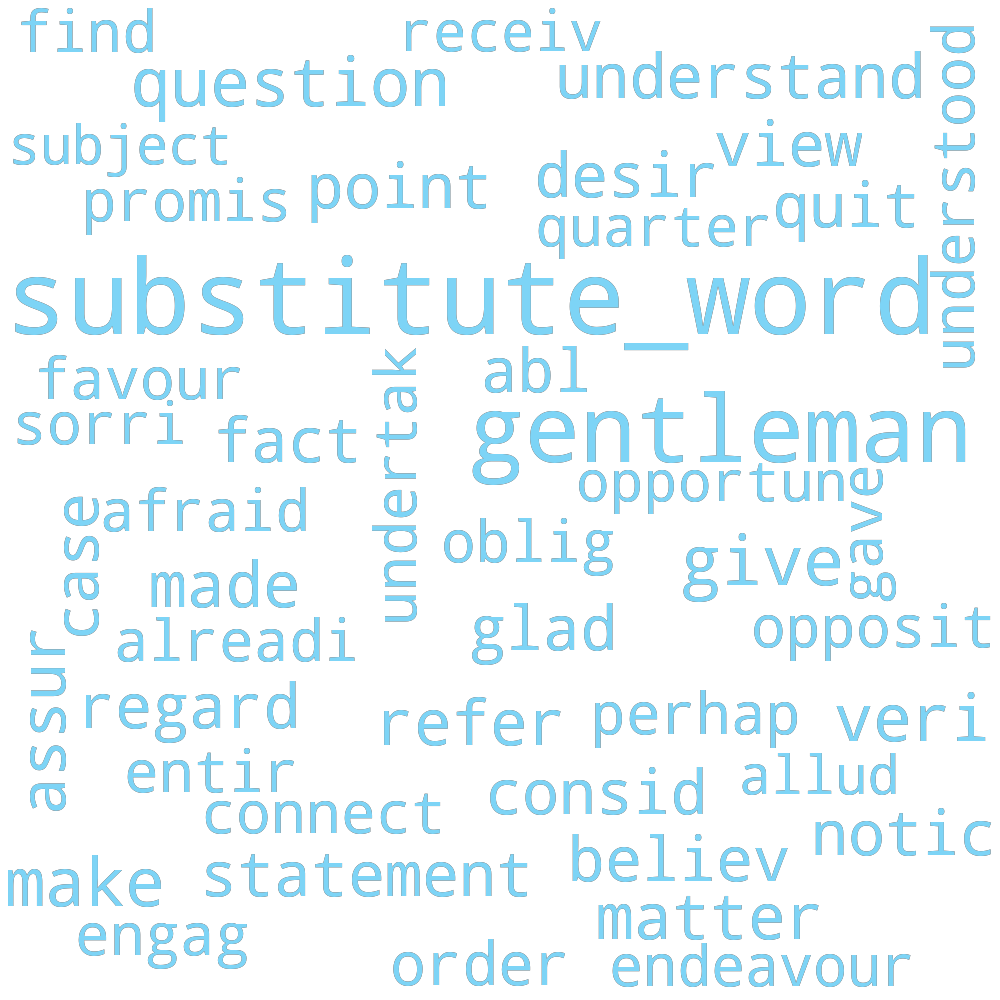 find
receiv
question
understand
understood
subject
view
desir
promis
point
quit
quarter
substitute_word
favour
abl
undertak
sorri
gentleman
fact
opportune
gave
afraid
case
oblig
give
made
glad
opposit
alreadi
assur
regard
refer
perhap
veri
entir
allud
consid
connect
notic
believ
make
statement
matter
engag
order
endeavour